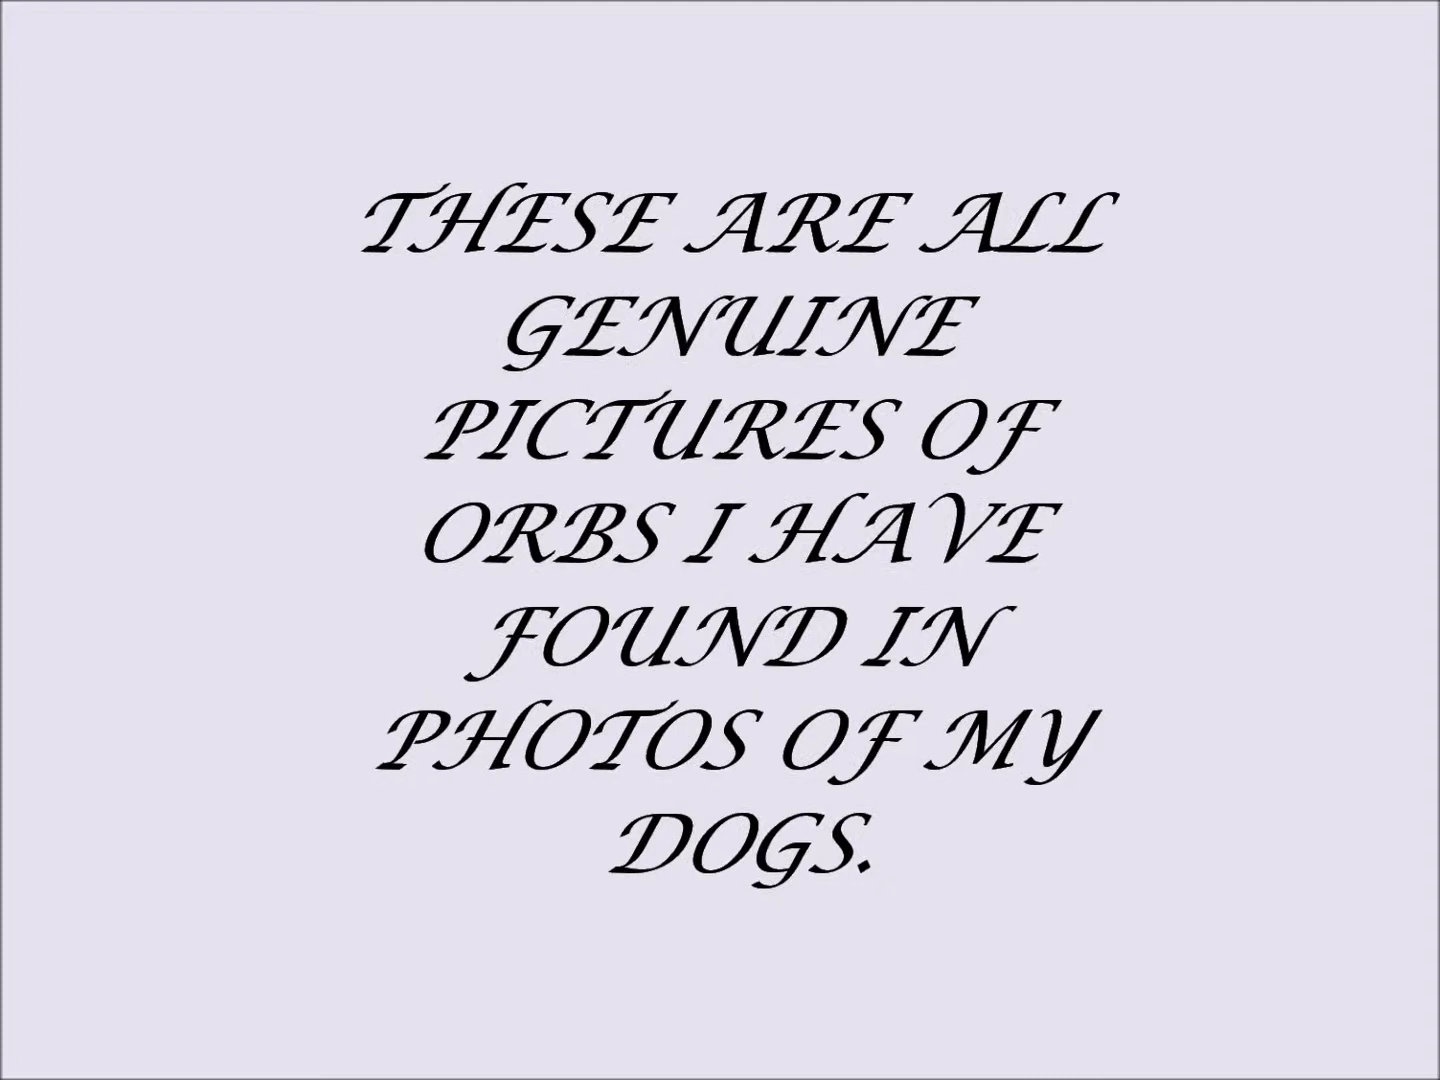 THESE ARE ALL
GENUINE
PICTURES OF
ORBS I HAVE
FOUND IN
PHOTOS OF MY
DOGS.